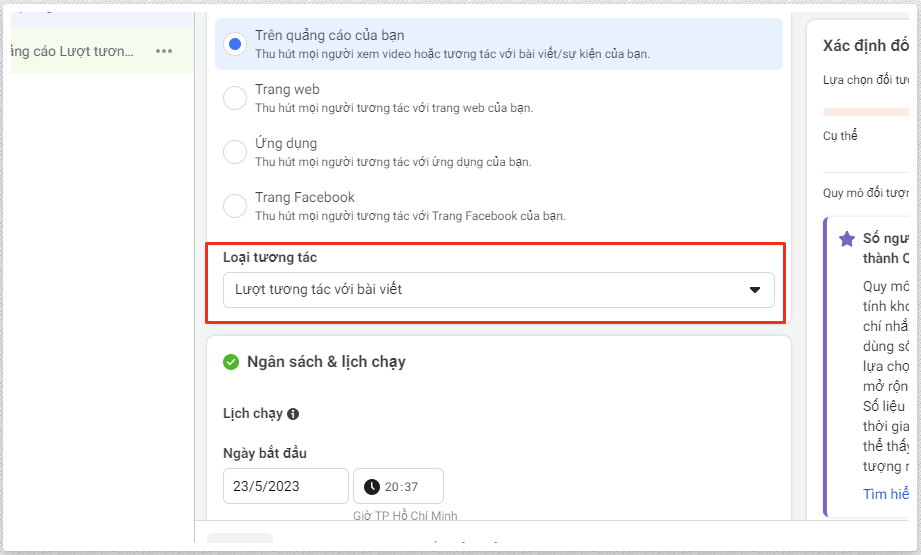 ảng cáo Lượt tươn... •••
Trên quảng cáo của bạn
Thu hút mọi người xem video hoặc tương tác với bài viết/sự kiện của bạn.
Trang web
Thu hút mọi người tương tác với trang web của bạn.
Ứng dụng
Thu hút mọi người tương tác với ứng dụng của bạn.
Trang Facebook
Thu hút mọi người tương tác với Trang Facebook của bạn.
Loại tương tác
Lượt tương tác với bài viết
Ngân sách & lịch chạy
Lịch chạy
Ngày bắt đầu
23/5/2023
20:37
Giờ TP Hồ Chí Minh
Xác định đối
Lựa chọn đối tượ
Cụ thể
Quy mô đối tượn
Số ngư
thành Q
Quy mô
tính kho
chí nhắ
dùng số
lựa chọ
mở rộn
Số liệu
thời gia
thể thấy
tượng
Tìm hiể